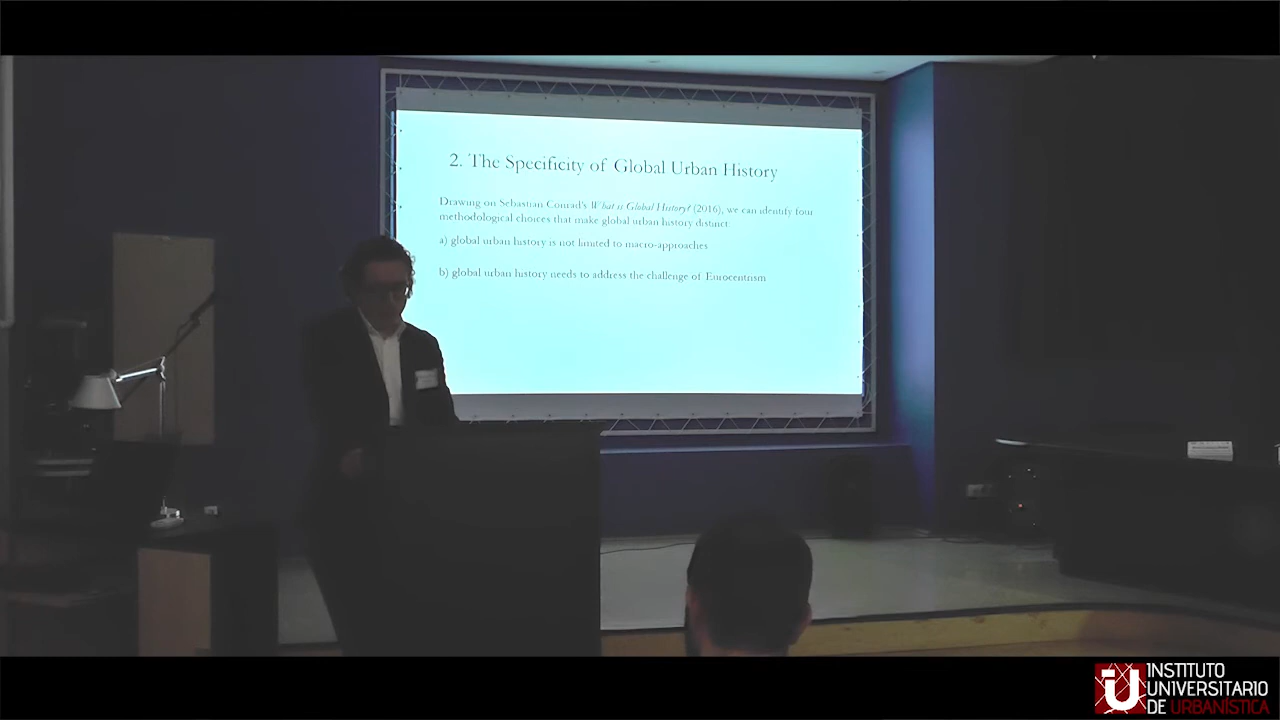 2. The Specificity of Global Urban History
Drawing on Sebastian Conrad's What is Global History? (2016), we can identify four
methodological choices that make global urban history distinct
a) global urban history is not limited to macro-approaches
b) global urban history needs to address the challenge of Eurocentrism
iU INSTITUTO
UNIVERSITARIO
DE URBANÍSTICA